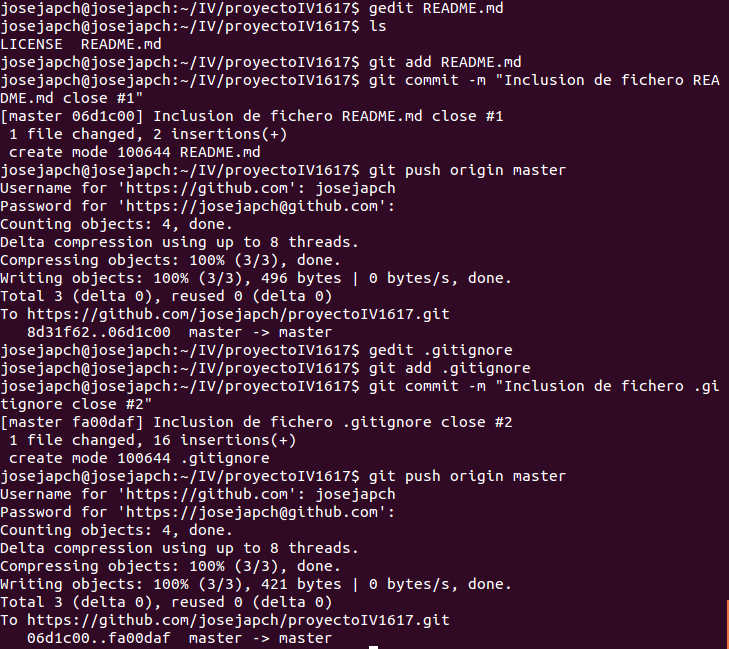 josejapch@josejapch:~/IV/proyectoIV1617$ gedit README.md
josejapch@josejapch:~/IV/proyectoIV1617$ ls
LICENSE  README.md
josejapch@josejapch:~/IV/proyectoIV1617$ git add README.md
josejapch@josejapch:~/IV/proyectoIV1617$ git commit -m "Inclusion de fichero REA
DME.md close #1"
[master 06d1c00] Inclusion de fichero README.md close #1
 1 file changed, 2 insertions(+)
 create mode 100644 README.md
josejapch@josejapch:~/IV/proyectoIV1617$ git push origin master
Username for 'https://github.com': josejapch
Password for 'https://josejapch@github.com':
Counting objects: 4, done.
Delta compression using up to 8 threads.
Compressing objects: 100% (3/3), done.
Writing objects: 100% (3/3), 496 bytes | 0 bytes/s, done.
Total 3 (delta 0), reused 0 (delta 0)
To https://github.com/josejapch/proyectoIV1617.git
   8d31f62..06d1c00  master -> master
josejapch@josejapch:~/IV/proyectoIV1617$ gedit .gitignore
josejapch@josejapch:~/IV/proyectoIV1617$ git add .gitignore
josejapch@josejapch:~/IV/proyectoIV1617$ git commit -m "Inclusion de fichero .gi
tignore close #2"
[master fa00daf] Inclusion de fichero .gitignore close #2
 1 file changed, 16 insertions(+)
 create mode 100644 .gitignore
josejapch@josejapch:~/IV/proyectoIV1617$ git push origin master
Username for 'https://github.com': josejapch
Password for 'https://josejapch@github.com':
Counting objects: 4, done.
Delta compression using up to 8 threads.
Compressing objects: 100% (3/3), done.
Writing objects: 100% (3/3), 421 bytes | 0 bytes/s, done.
Total 3 (delta 0), reused 0 (delta 0)
To https://github.com/josejapch/proyectoIV1617.git
   06d1c00..fa00daf  master -> master